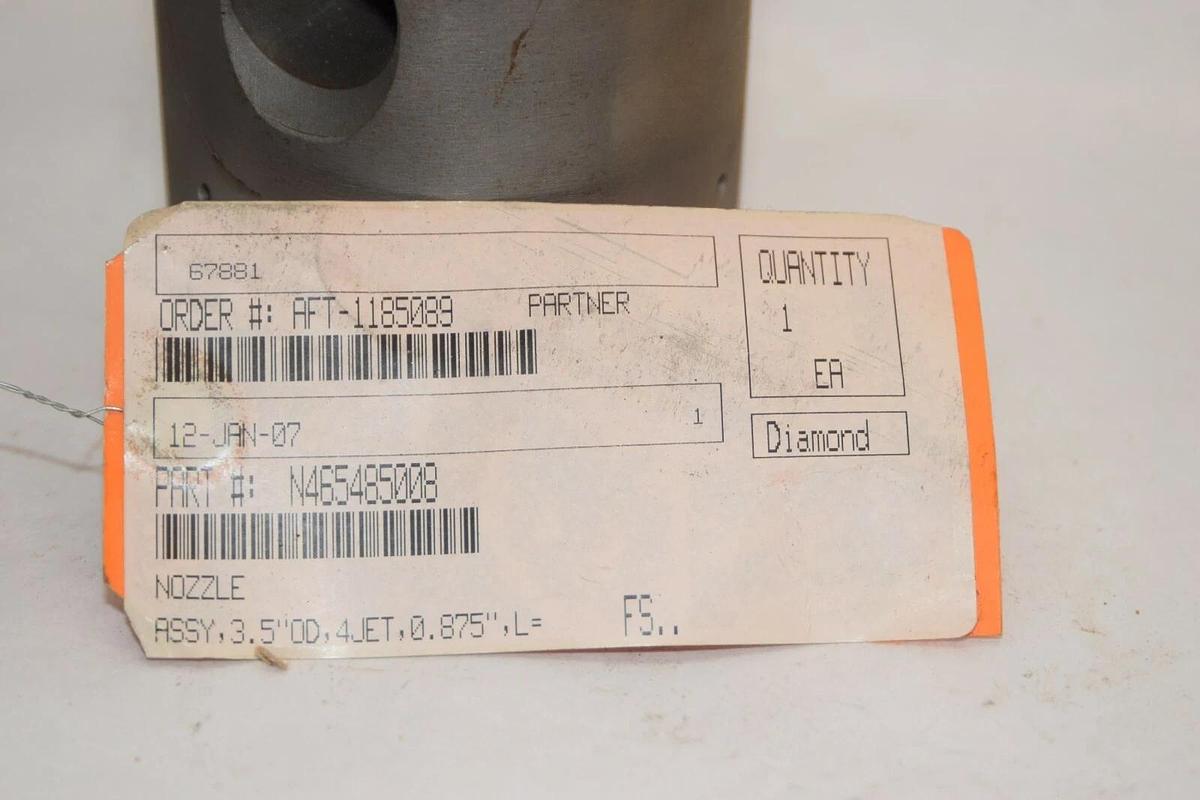 67881
ORDER #: AFT-1185089 PARTNER
QUANTITY
1
EA
12-JAN-07 1
Diamond
PART #: N465485008
NOZZLE
ASSY,3.5"OD,4JET,0.875",L= FS..